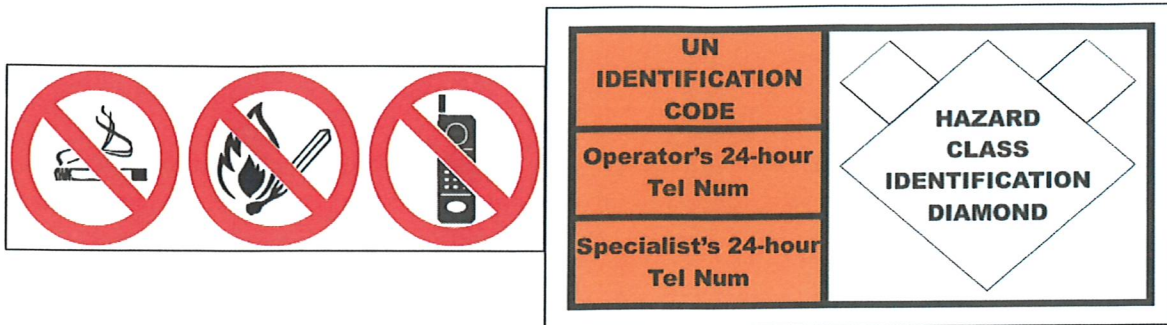 UN
IDENTIFICATION
CODE
Operator's 24-hour
Tel Num
Specialist's 24-hour
Tel Num
HAZARD
CLASS
IDENTIFICATION
DIAMOND